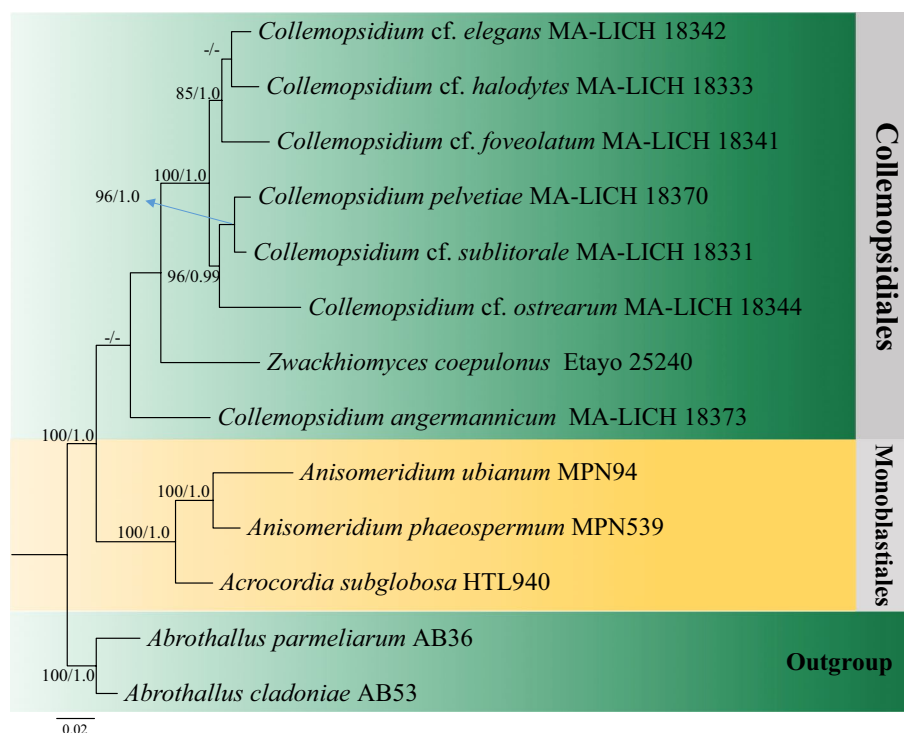 -/-
Collemopsidium cf. elegans MA-LICH 18342
85/1.0
Collemopsidium cf. halodytes MA-LICH 18333
Collemopsidium cf. foveolatum MA-LICH 18341
100/1.0
96/1.0
Collemopsidium pelvetiae MA-LICH 18370
Collemopsidium cf. sublitorale MA-LICH 18331
96/0.99
Collemopsidium cf. ostrearum MA-LICH 18344
-/-
Zwackhiomyces coepulonus Etayo 25240
Collemopsidium angermannicum MA-LICH 18373
Collemopsidiales
100/1.0
100/1.0
Anisomeridium ubianum MPN94
100/1.0
Anisomeridium phaeospermum MPN539
Acrocordia subglobosa HTL940
Monoblastiales
Abrothallus parmeliarum AB36
100/1.0
Abrothallus cladoniae AB53
Outgroup
0.02